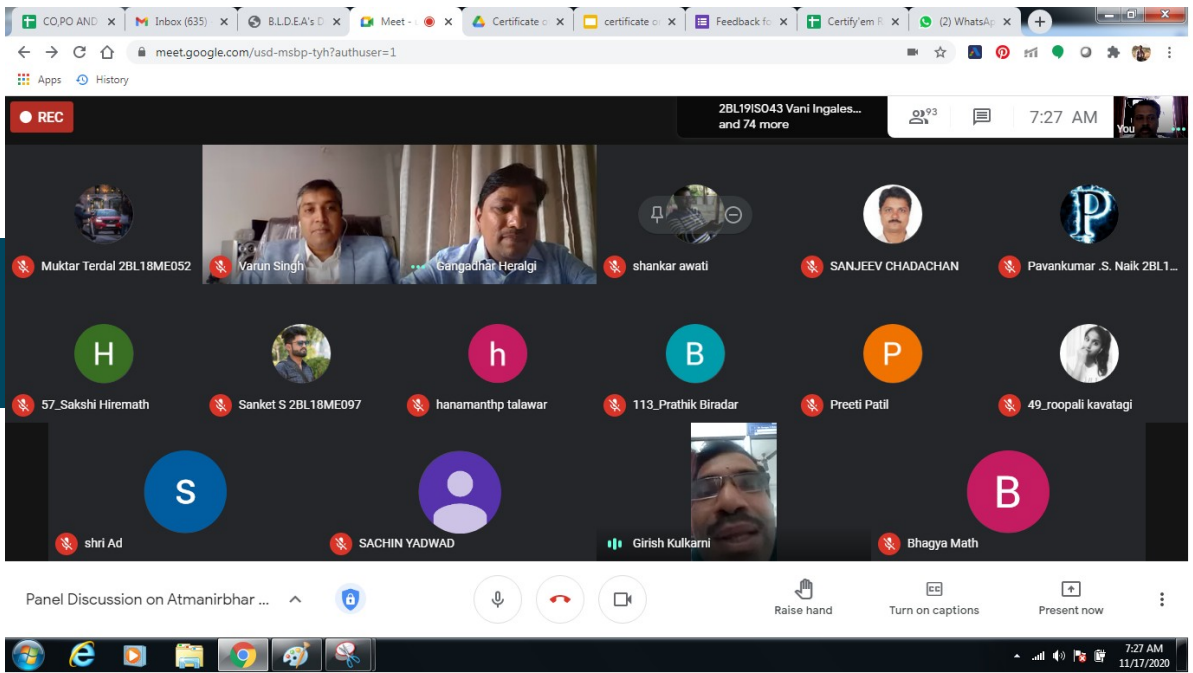 CO,PO AND
Inbox (635) -
B.L.D.E.A's D
Meet -
Certificate o
certificate or
Feedback fo
Certify'em R
(2) WhatsAp
meet.google.com/usd-msbp-tyh?authuser=1
Apps
History
REC
2BL19IS043 Vani Ingales...
and 74 more
93
7:27 AM
You
Muktar Terdal 2BL18ME052
Varun Singh
Gangadhar Heralgi
shankar awati
SANJEEV CHADACHAN
Pavankumar .S. Naik 2BL1...
P
H
h
B
P
57_Sakshi Hiremath
Sanket S 2BL18ME097
hanamanthp talawar
113_Prathik Biradar
Preeti Patil
49_roopali kavatagi
S
B
shri Ad
SACHIN YADWAD
Girish Kulkarni
Bhagya Math
Panel Discussion on Atmanirbhar ...
Raise hand
CC
Turn on captions
Present now
7:27 AM
11/17/2020